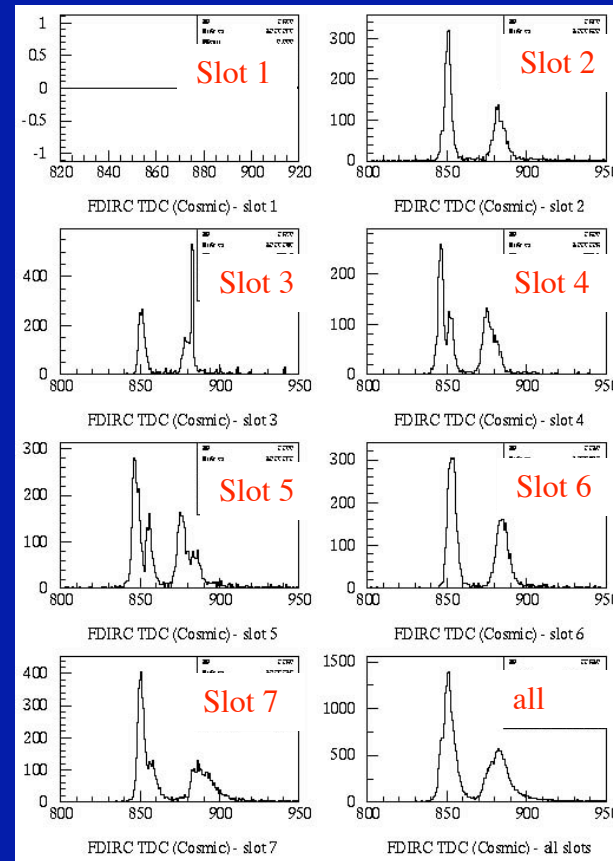 1
0.5
0
-0.5
-1
820 840 860 880 900 920
Slot 1
FDIRC TDC (Cosmic) - slot 1
300
200
100
0
800 850 900 950
Slot 2
FDIRC TDC (Cosmic) - slot 2
400
200
0
800 850 900 950
Slot 3
FDIRC TDC (Cosmic) - slot 3
200
100
0
800 850 900 950
Slot 4
FDIRC TDC (Cosmic) - slot 4
300
200
100
0
800 850 900 950
Slot 5
FDIRC TDC (Cosmic) - slot 5
300
200
100
0
800 850 900 950
Slot 6
FDIRC TDC (Cosmic) - slot 6
400
300
200
100
0
800 850 900 950
Slot 7
FDIRC TDC (Cosmic) - slot 7
1500
1000
500
0
800 850 900 950
all
FDIRC TDC (Cosmic) - all slots